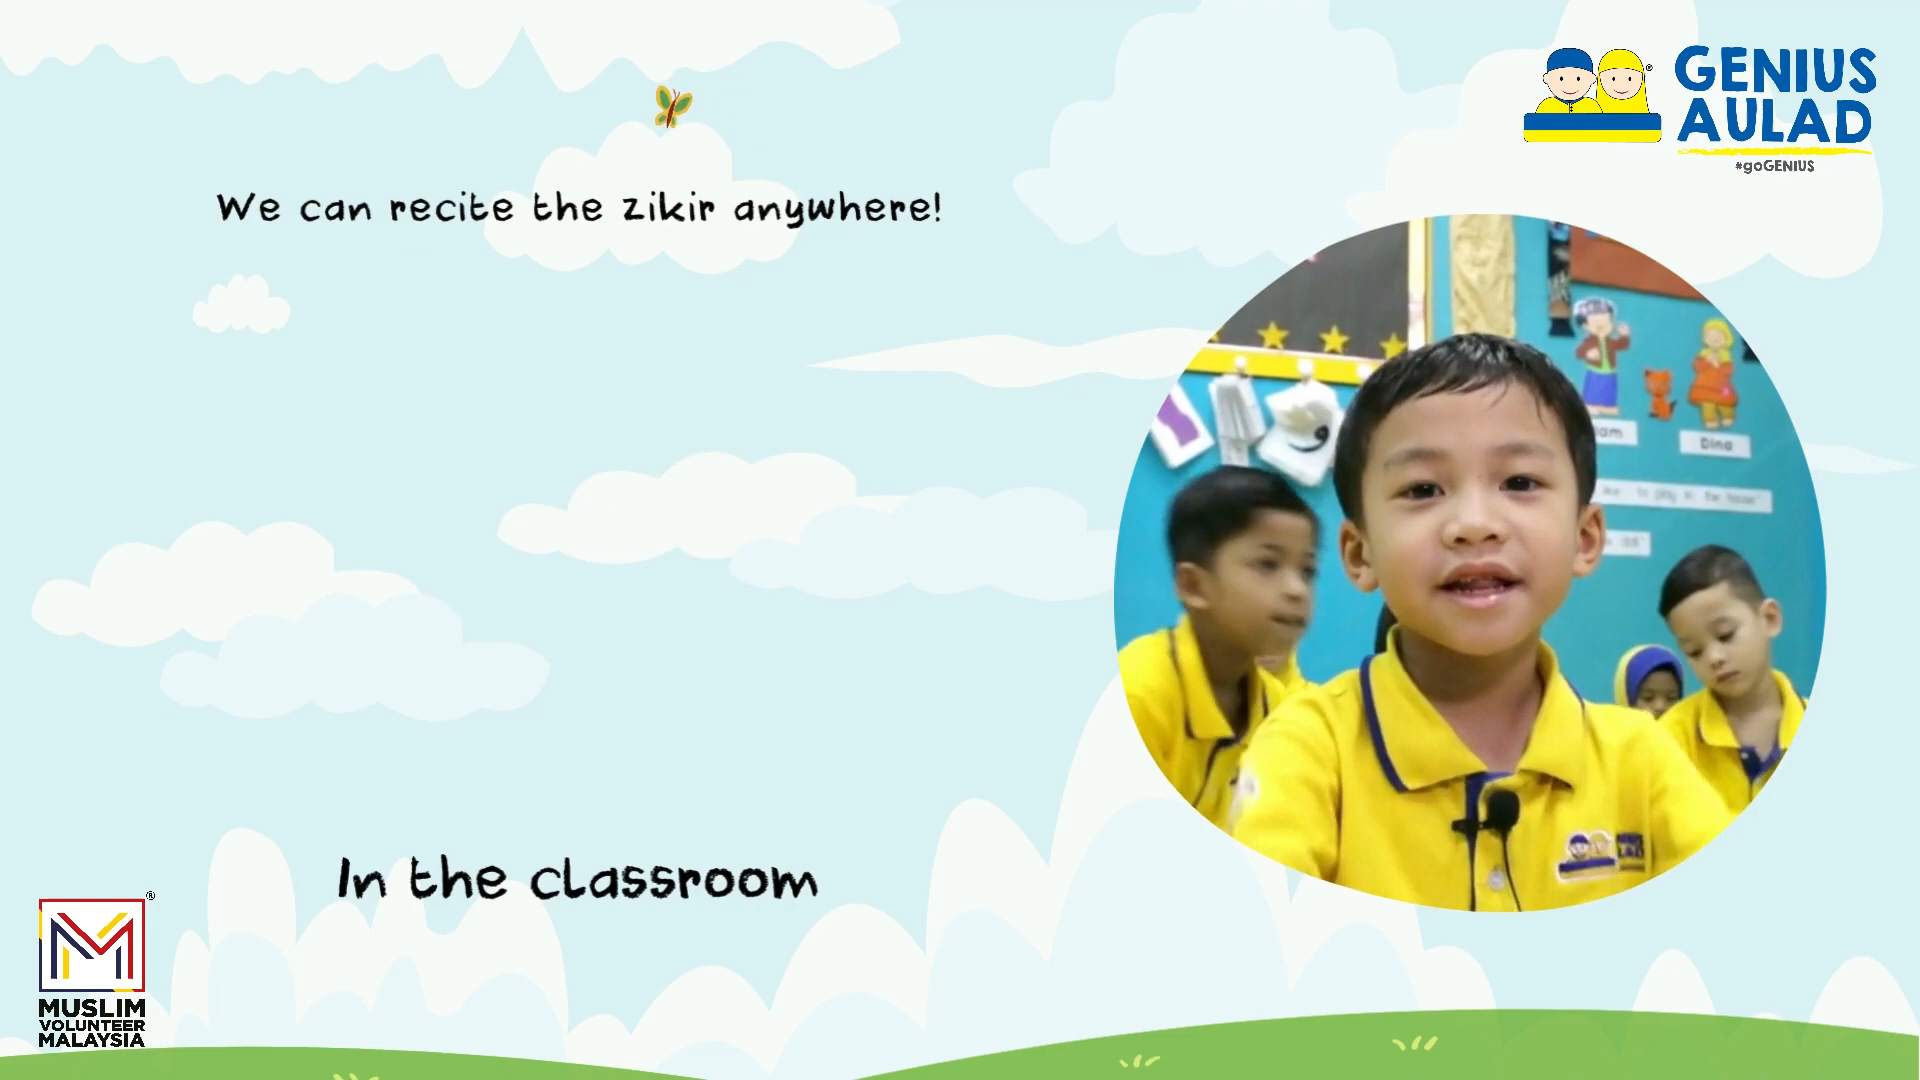 GENIUS
AULAD
#goGENIUS
We can recite the zikir anywhere!
Dina
In the classroom
MUSLIM
VOLUNTEER
MALAYSIA